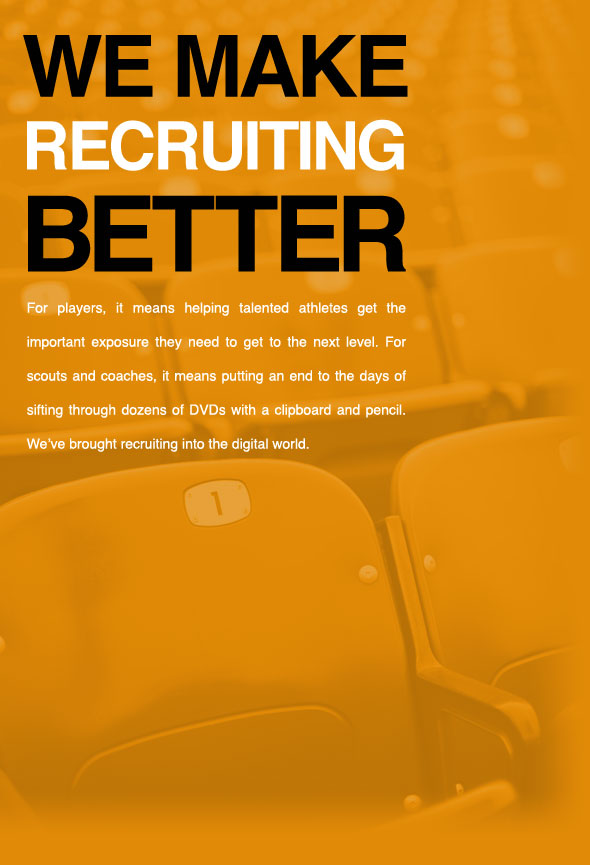 WE MAKE
RECRUITING
BETTER
For players, it means helping talented athletes get the
important exposure they need to get to the next level. For
scouts and coaches, it means putting an end to the days of
sifting through dozens of DVDs with a clipboard and pencil.
We've brought recruiting into the digital world.
1